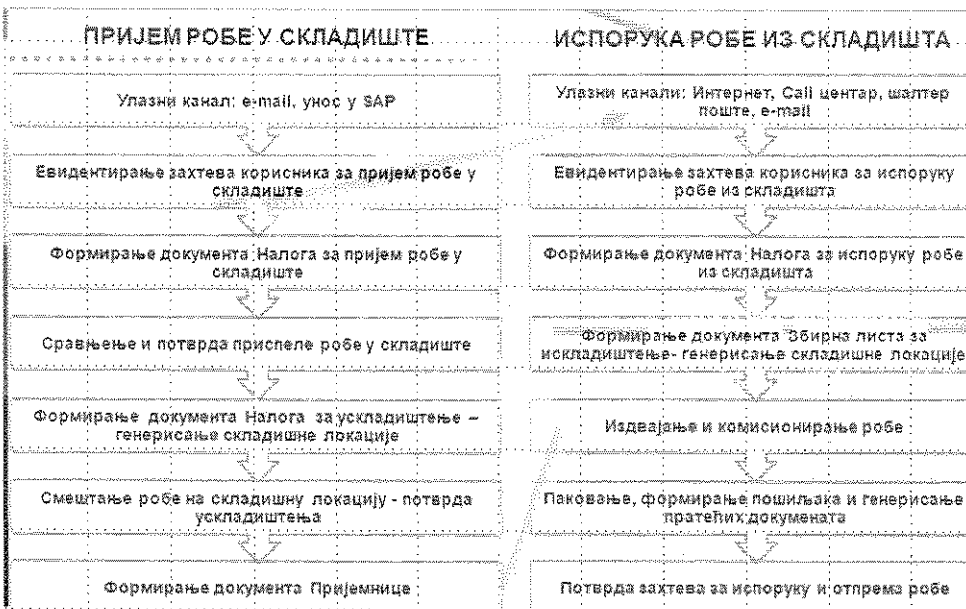 ПРИЈЕМ РОБЕ У СКЛАДИШТЕ
Улазни канал: e-mail, унос у SAP
Евидентирање захтева корисника за пријем робе у
складиште
Формирање документа Налога за пријем робе у
складиште
Сравњење и потврда приспеле робе у складиште
Формирање документа Налога за ускладиштење –
генерисање складишне локације
Смештање робе на складишну локацију - потврда
ускладиштења
Формирање документа Пријемнице
ИСПОРУКА РОБЕ ИЗ СКЛАДИШТА
Улазни канали: Интернет, Call центар, шалтер
поште, e-mail
Евидентирање захтева корисника за испоруку
робе из складишта
Формирање документа Налога за испоруку робе
из складишта
Формирање документа Збирна листа за
искладиштење- генерисање складишне локације
Издвајање и комисионирање робе
Паковање, формирање пошиљака и генерисање
пратећих докумената
Потврда захтева за испоруку и отпрема робе